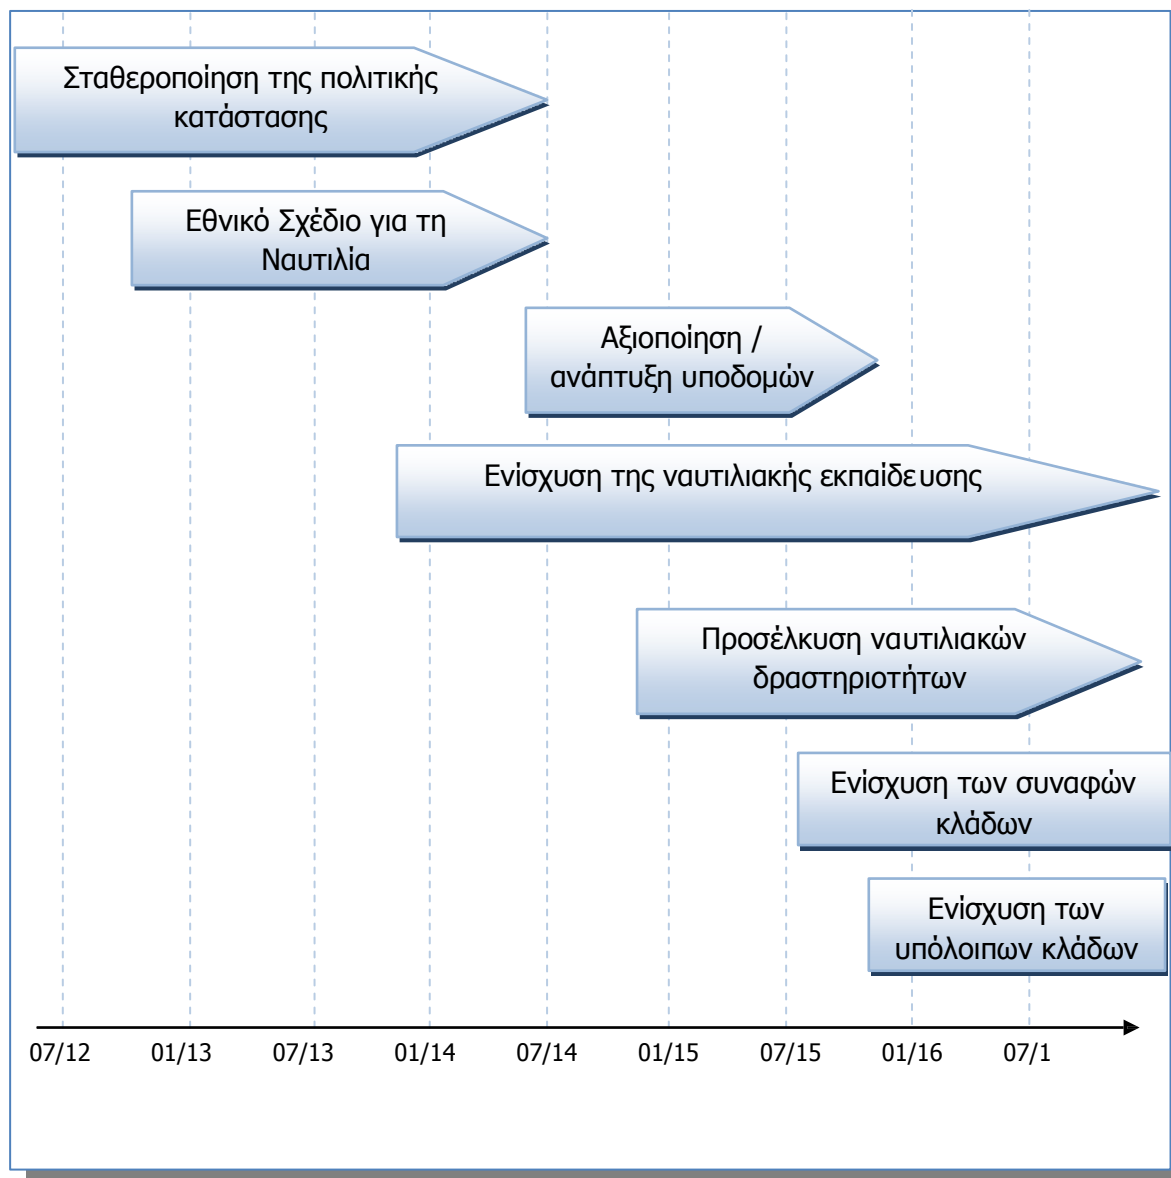 Σταθεροποίηση της πολιτικής
κατάστασης
Εθνικό Σχέδιο για τη
Ναυτιλία
Αξιοποίηση /
ανάπτυξη υποδομών
Ενίσχυση της ναυτιλιακής εκπαίδευσης
Προσέλκυση ναυτιλιακών
δραστηριοτήτων
Ενίσχυση των συναφών
κλάδων
Ενίσχυση των
υπόλοιπων κλάδων
07/12 01/13 07/13 01/14 07/14 01/15 07/15 01/16 07/1